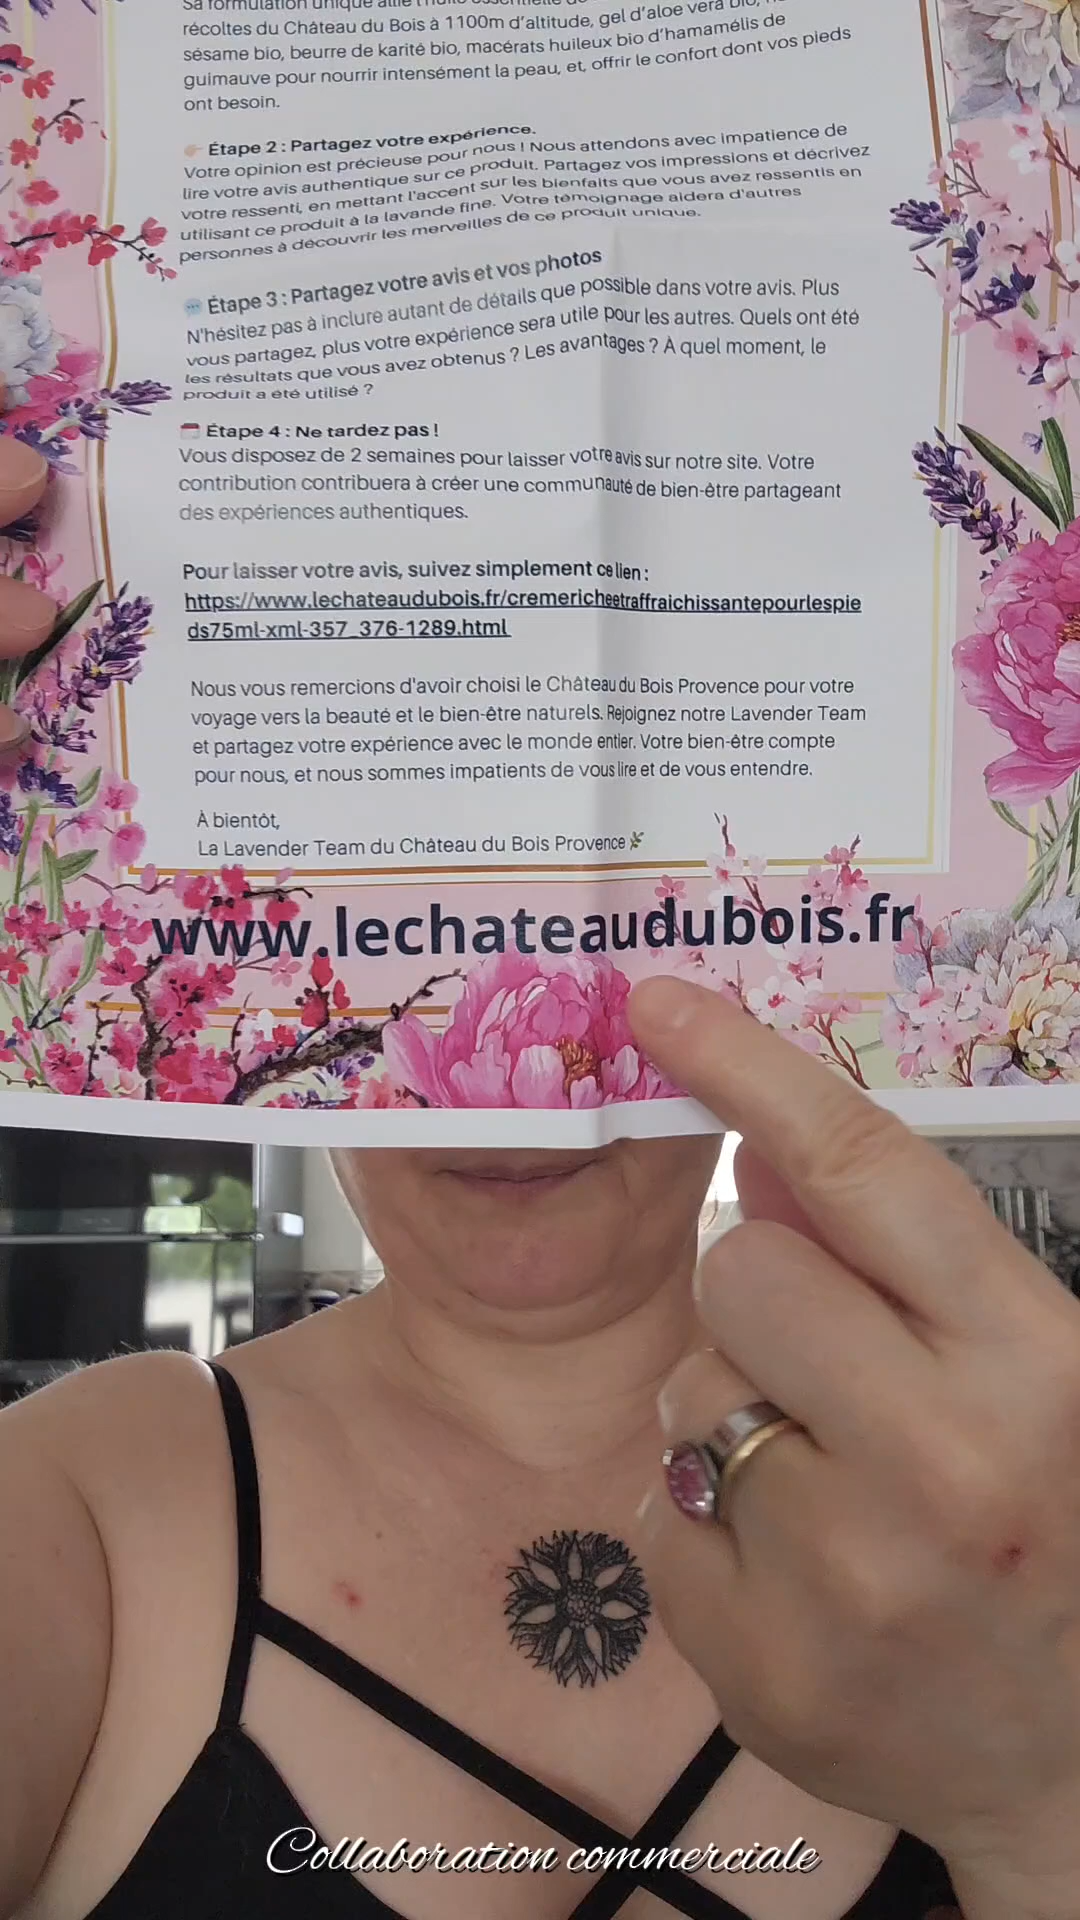 Sa formulation unique allie l'huile essentielle de
récoltes du Château du Bois à 1100m d'altitude, gel d'aloe vera bio,
sésame bio, beurre de karité bio, macérats huileux bio d'hamamélis de
guimauve pour nourrir intensément la peau, et, offrir le confort dont vos pieds
ont besoin.
👉 Étape 2 : Partagez votre expérience.
Votre opinion est précieuse pour nous ! Nous attendons avec impatience de
lire votre avis authentique sur ce produit. Partagez vos impressions et décrivez
votre ressenti, en mettant l'accent sur les bienfaits que vous avez ressentis en
utilisant ce produit à la lavande fine. Votre témoignage aidera d'autres
personnes à découvrir les merveilles de ce produit unique.
💬 Étape 3 : Partagez votre avis et vos photos
N'hésitez pas à inclure autant de détails que possible dans votre avis. Plus
vous partagez, plus votre expérience sera utile pour les autres. Quels ont été
les résultats que vous avez obtenus ? Les avantages ? À quel moment, le
produit a été utilisé ?
🗓️ Étape 4 : Ne tardez pas !
Vous disposez de 2 semaines pour laisser votre avis sur notre site. Votre
contribution contribuera à créer une communauté de bien-être partageant
des expériences authentiques.
Pour laisser votre avis, suivez simplement ce lien :
https://www.lechateaudubois.fr/cremericheetraffraichissantepourlespie
ds75ml-xml-357_376-1289.html
Nous vous remercions d'avoir choisi le Château du Bois Provence pour votre
voyage vers la beauté et le bien-être naturels. Rejoignez notre Lavender Team
et partagez votre expérience avec le monde entier. Votre bien-être compte
pour nous, et nous sommes impatients de vous lire et de vous entendre.
À bientôt,
La Lavender Team du Château du Bois Provence 🌿
www.lechateaudubois.fr
Collaboration commerciale